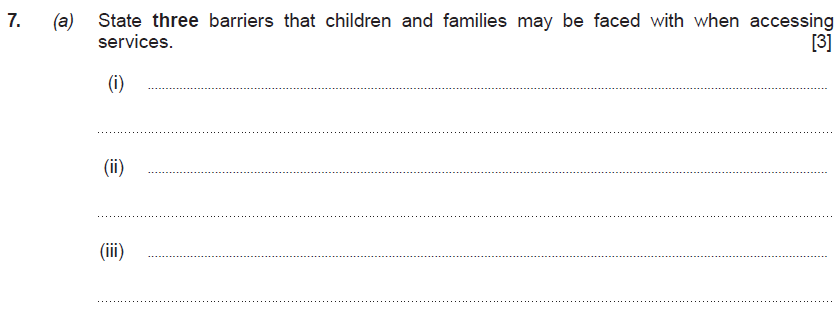 7. (a) State three barriers that children and families may be faced with when accessing
services. [3]
(i)
(ii)
(iii)